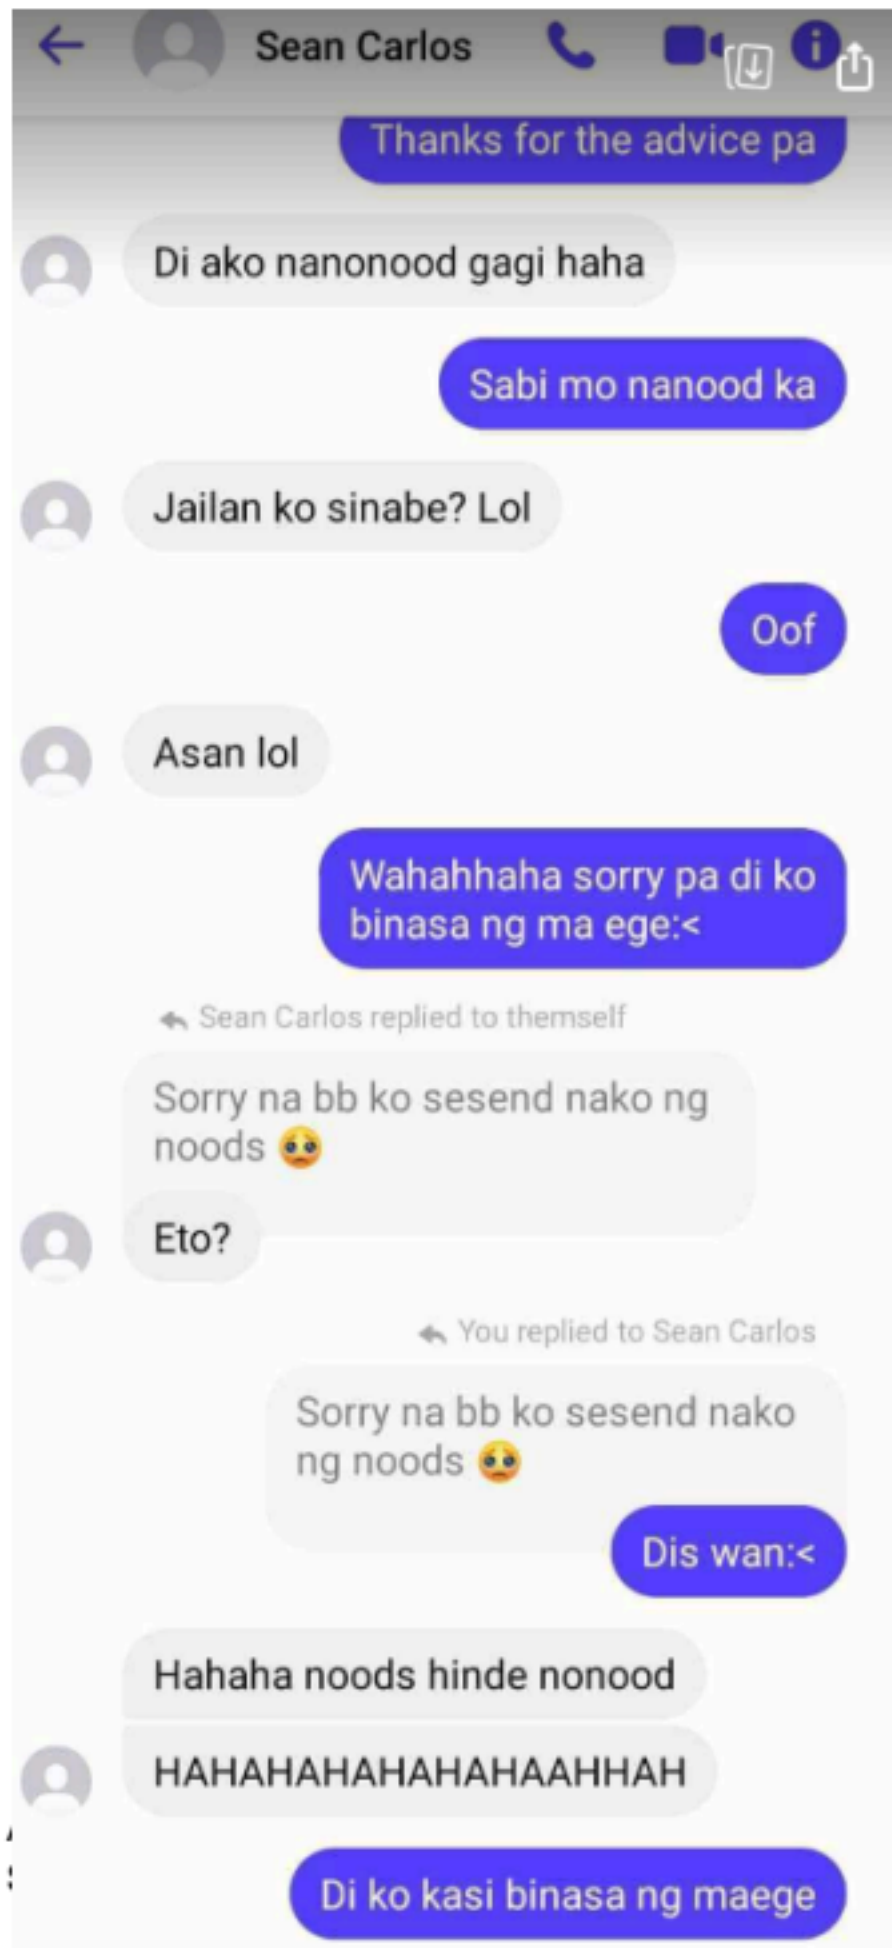 Sean Carlos
Thanks for the advice pa
Di ako nanonood gagi haha
Sabi mo nanood ka
Jailan ko sinabe? Lol
Oof
Asan lol
Wahahhaha sorry pa di ko
binasa ng ma ege:<
Sean Carlos replied to themself
Sorry na bb ko sesend nako ng
noods 🥺
Eto?
You replied to Sean Carlos
Sorry na bb ko sesend nako
ng noods 🥺
Dis wan:<
Hahaha noods hinde nonood
HAHAHAHAHAHAHAHAAHHAH
Di ko kasi binasa ng maege